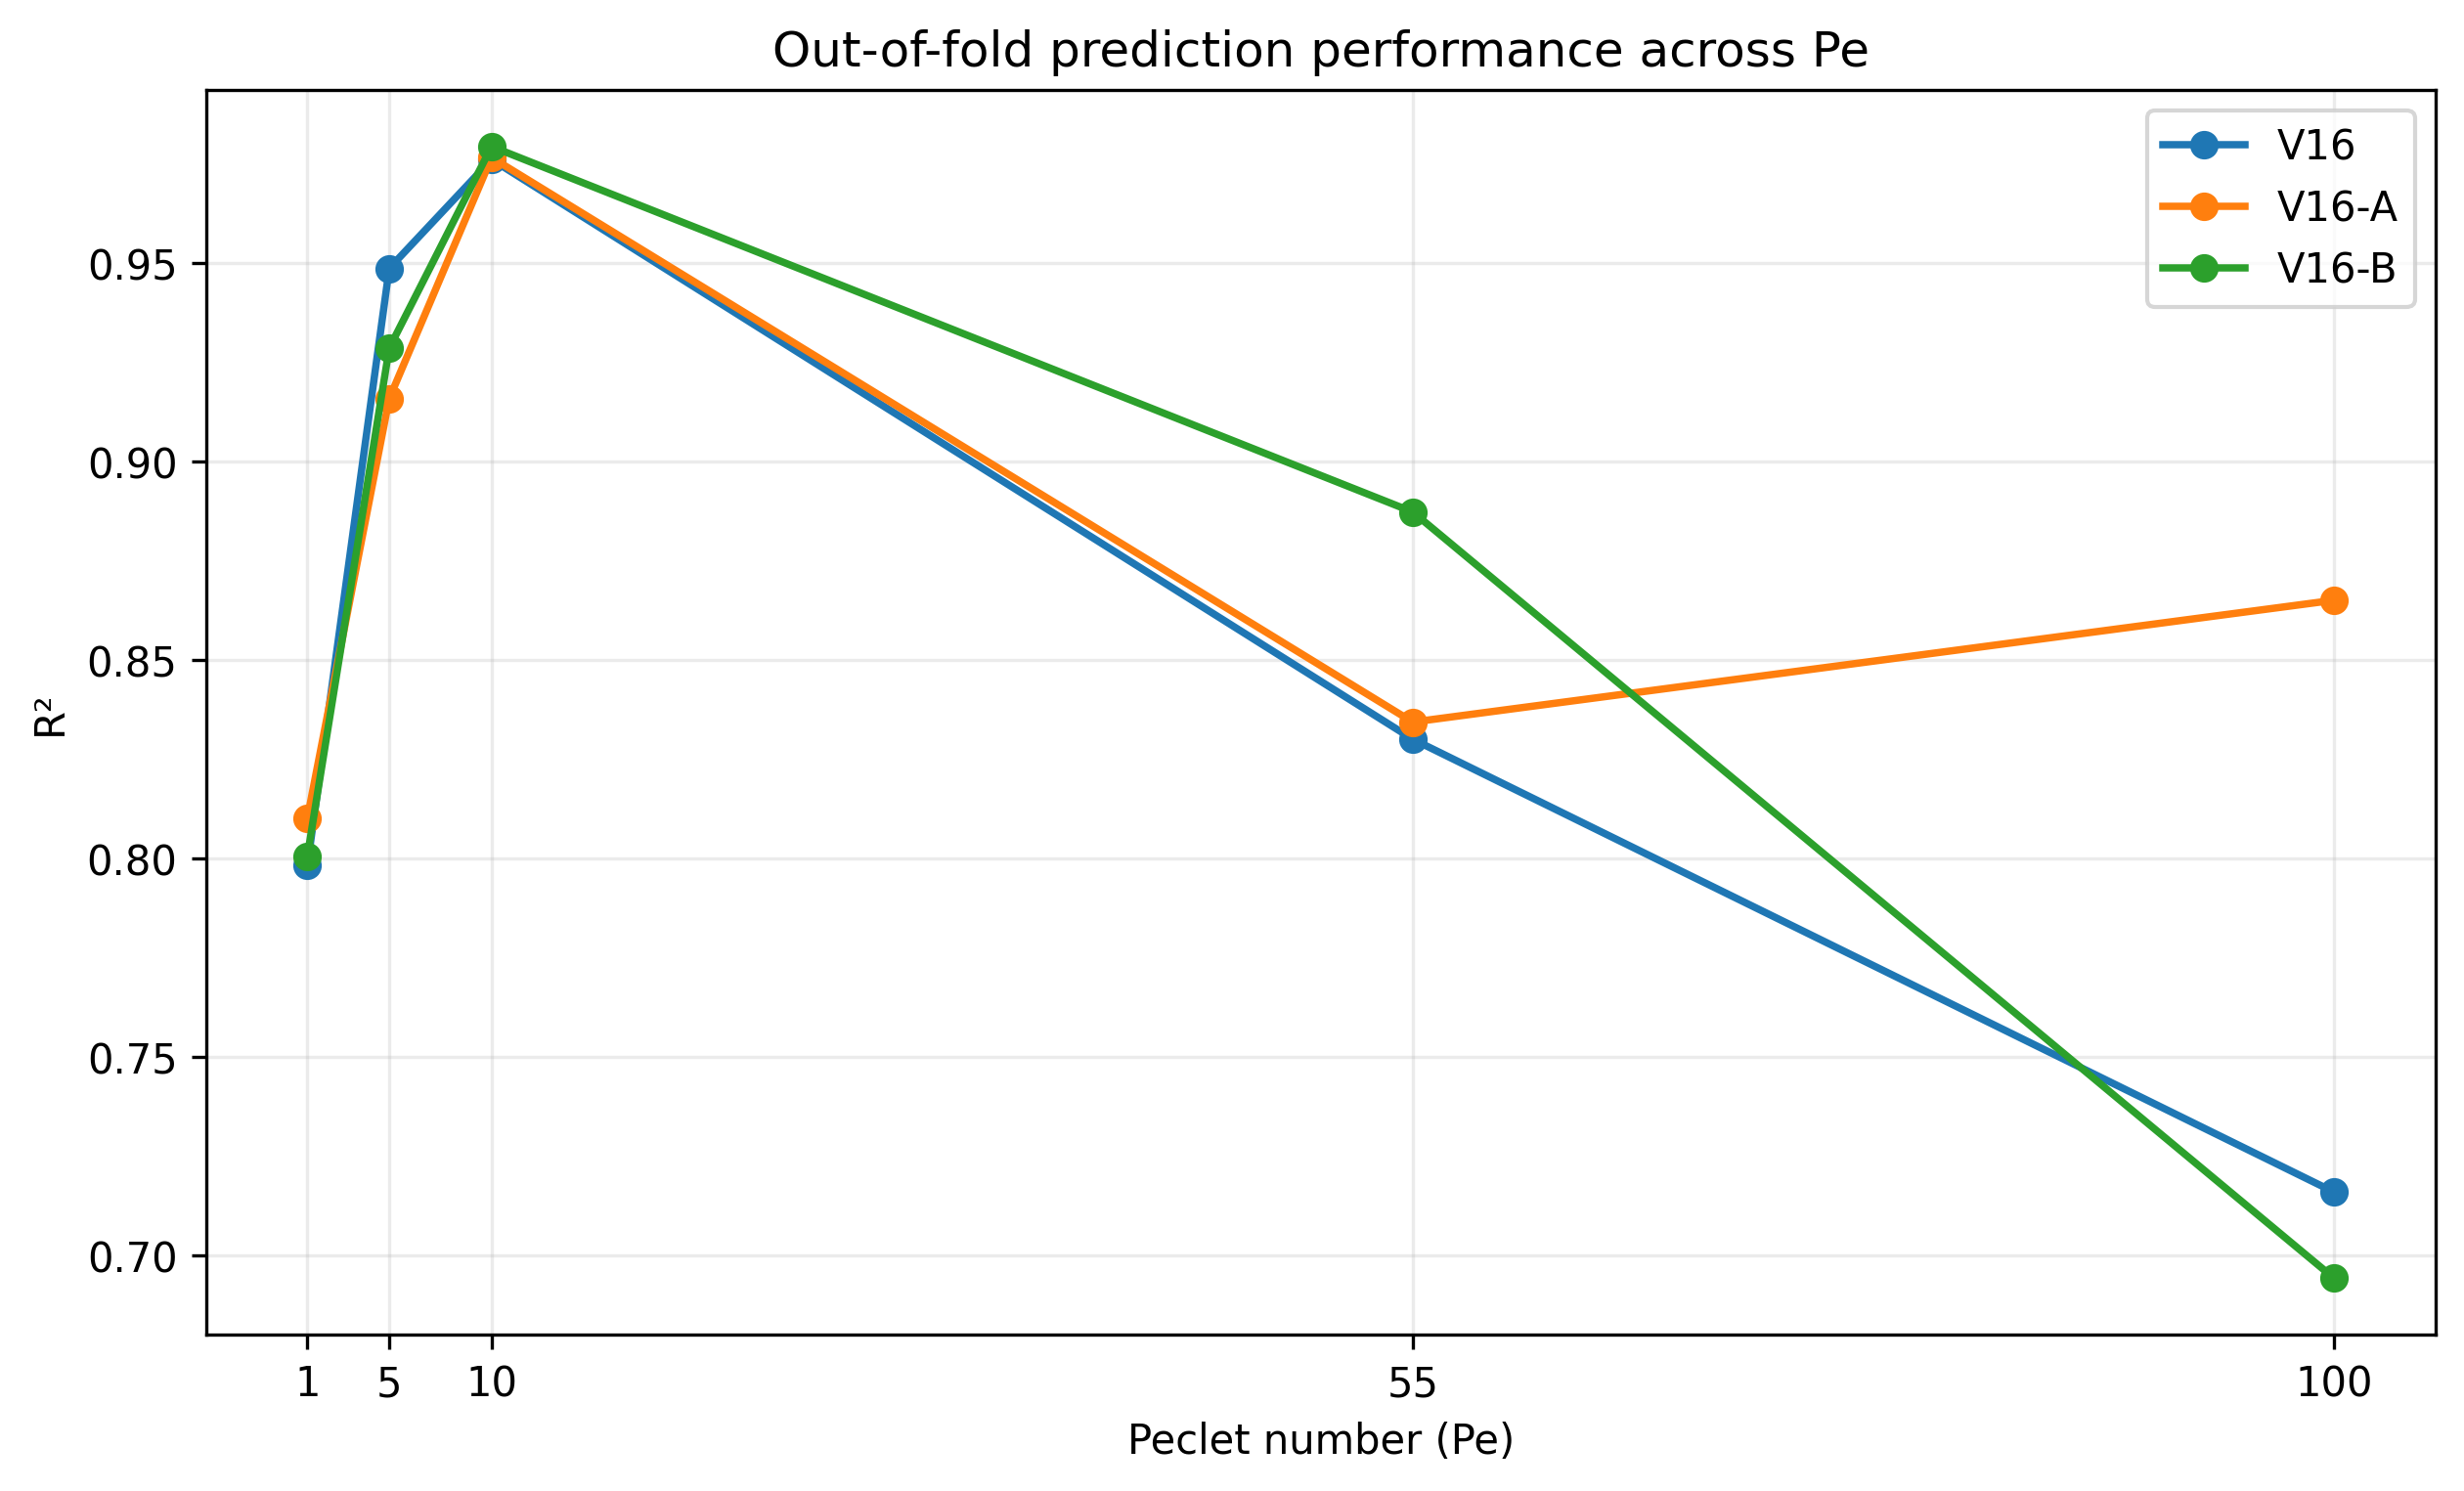 Out-of-fold prediction performance across Pe
V16
V16-A
V16-B
R²
0.95
0.90
0.85
0.80
0.75
0.70
1 5 10 55 100
Peclet number (Pe)